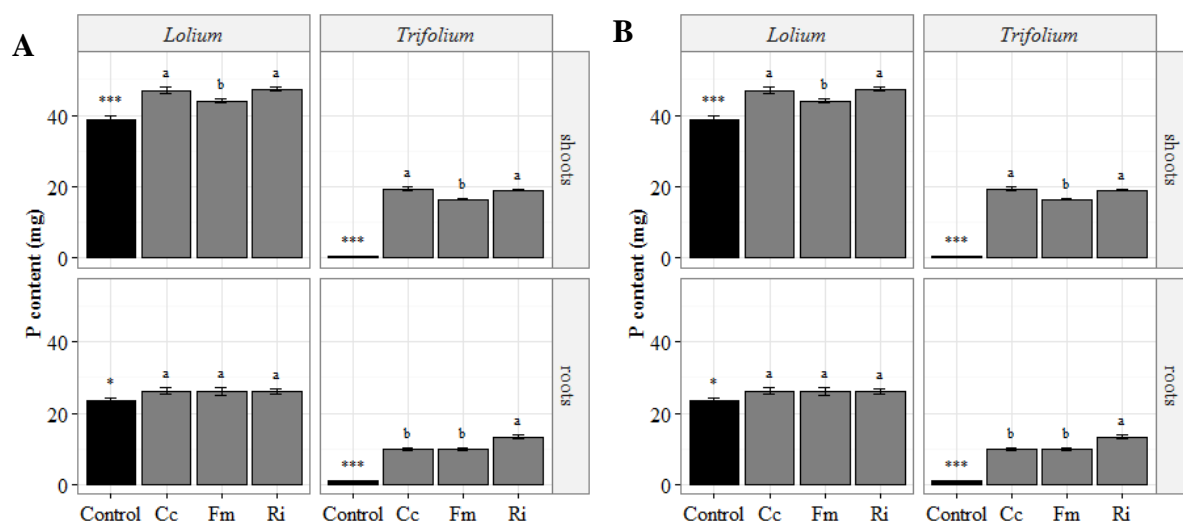 A
B
Lolium Trifolium
Lolium Trifolium
P content (mg)
P content (mg)
40
20
0
*** a b a
*** a b a
shoots
40
20
0
*** a b a
*** a b a
shoots
40
20
0
* a a a
*** b b a
roots
40
20
0
* a a a
*** b b a
roots
Control Cc Fm Ri Control Cc Fm Ri
Control Cc Fm Ri Control Cc Fm Ri